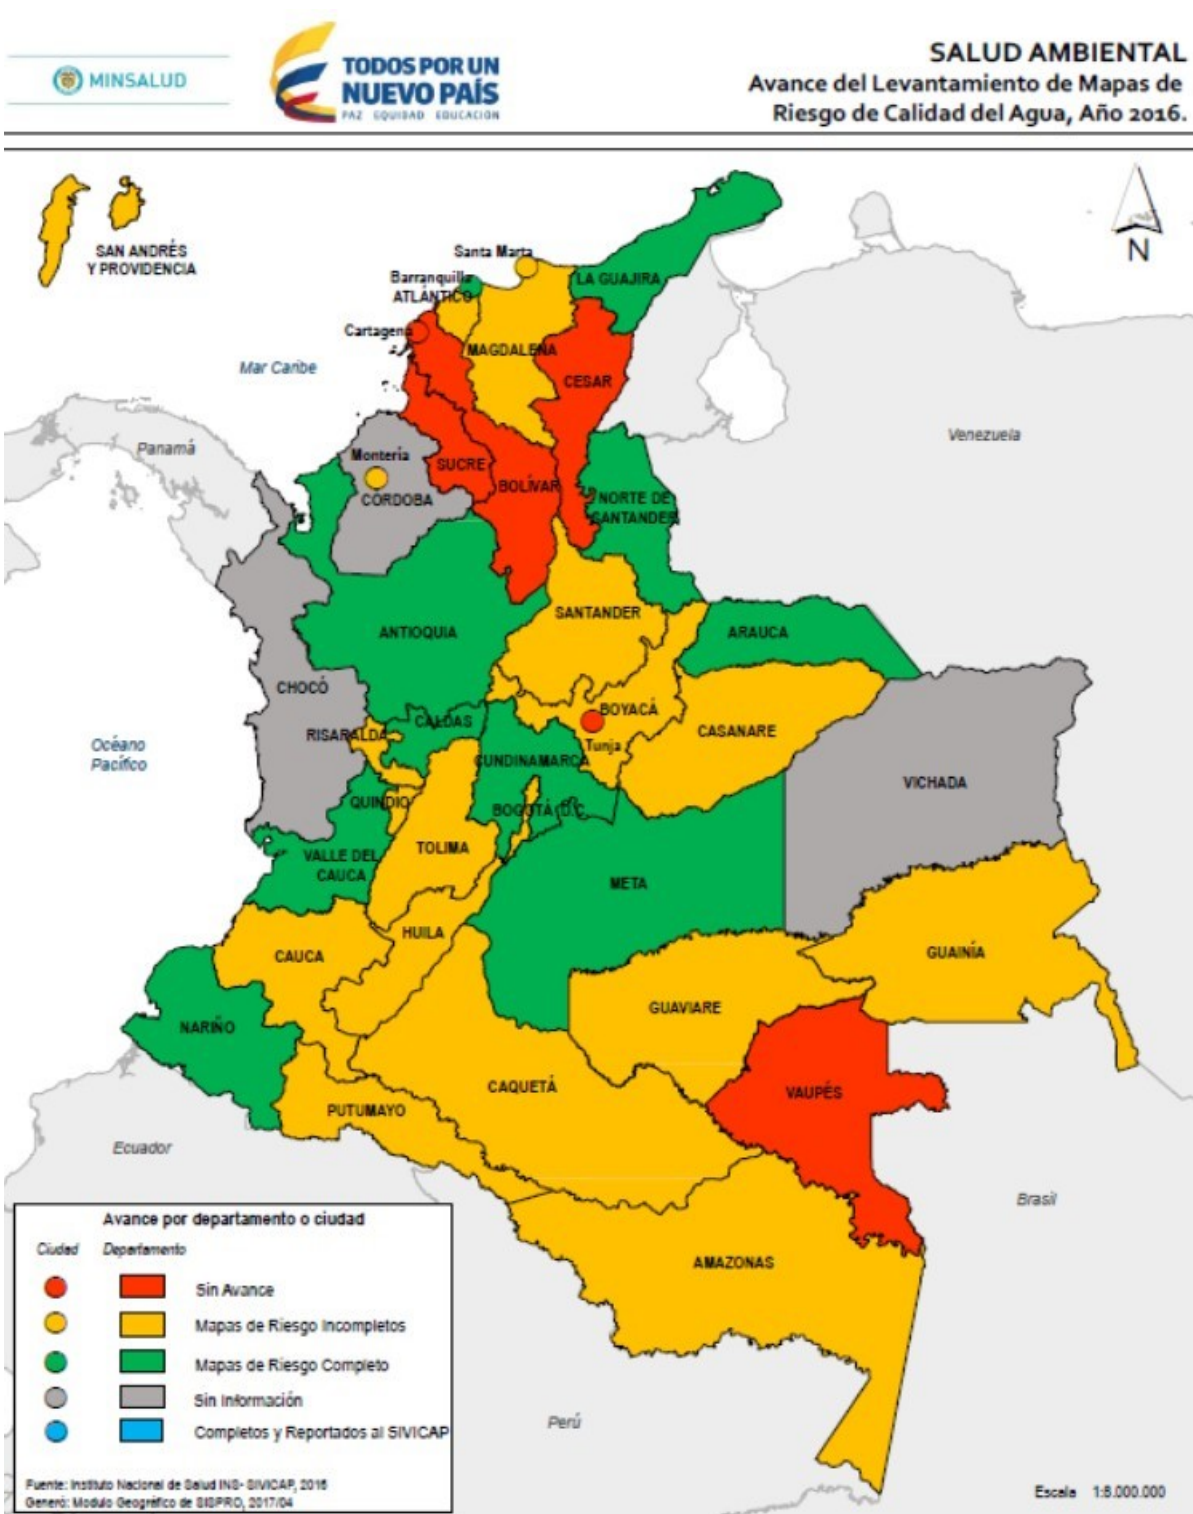 MINSALUD
TODOS POR UN
NUEVO PAÍS
PAZ EQUIDAD EDUCACIÓN
SALUD AMBIENTAL
Avance del Levantamiento de Mapas de
Riesgo de Calidad del Agua, Año 2016.
SAN ANDRÉS
Y PROVIDENCIA
N
Santa Marta
Barranquilla
ATLÁNTICO
LA GUAJIRA
Cartagena
MAGDALENA
CESAR
Mar Caribe
Panamá
Venezuela
Montería
CÓRDOBA
SUCRE
BOLÍVAR
NORTE DE
SANTANDER
SANTANDER
ANTIOQUIA
ARAUCA
CHOCÓ
BOYACÁ
CALDAS
RISARALDA
CASANARE
Tunja
Océano
Pacífico
CUNDINAMARCA
VICHADA
QUINDIO
BOGOTÁ D.C
TOLIMA
VALLE DEL
CAUCA
META
HUILA
CAUCA
GUAINÍA
GUAVIARE
NARIÑO
CAQUETÁ
VAUPÉS
PUTUMAYO
Ecuador
Brasil
AMAZONAS
Perú
Avance por departamento o ciudad
Ciudad Departamento
Sin Avance
Mapas de Riesgo Incompletos
Mapas de Riesgo Completo
Sin Información
Completos y Reportados al SIVICAP
Fuente: Instituto Nacional de Salud INS- SIVICAP, 2016
Generó: Modulo Geográfico de SISPRO, 2017/04
Escala 1:6.000.000